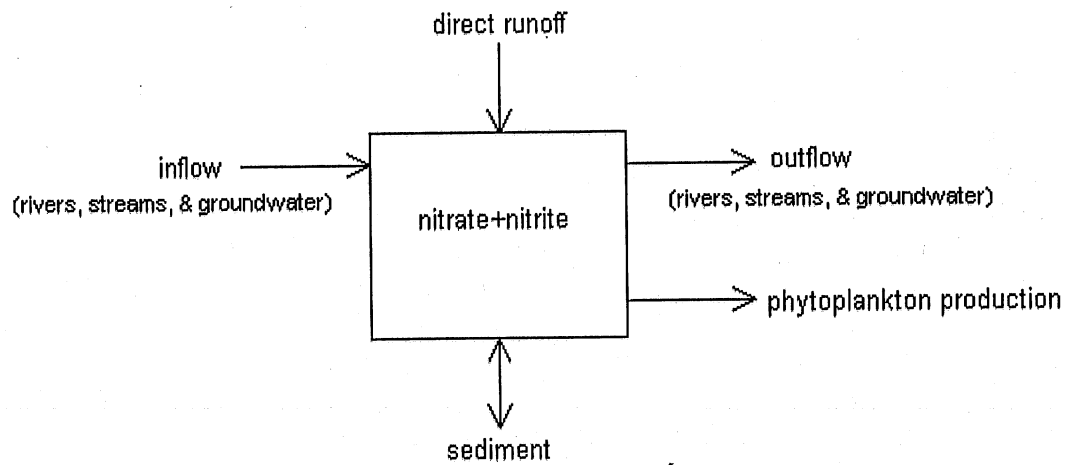 direct runoff
inflow
(rivers, streams, & groundwater)
nitrate+nitrite
outflow
(rivers, streams, & groundwater)
phytoplankton production
sediment